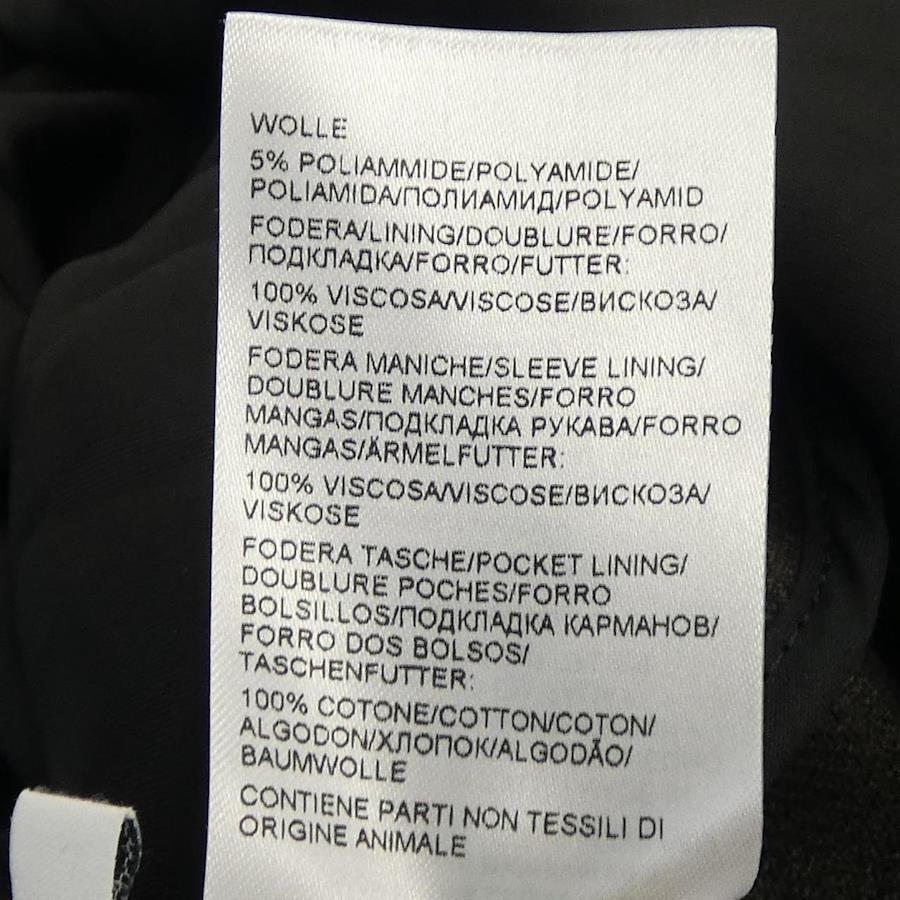 WOLLE
5% POLIAMMIDE/POLYAMIDE/
POLIAMIDA/ПОЛИАМИД/POLYAMID
FODERA/LINING/DOUBLURE/FORRO/
ПОДКЛАДКА/FORRO/FUTTER:
100% VISCOSA/VISCOSE/ВИСКОЗА/
VISKOSE
FODERA MANICHE/SLEEVE LINING/
DOUBLURE MANCHES/FORRO
MANGAS/ПОДКЛАДКА РУКАВА/FORRO
MANGAS/ÄRMELFUTTER:
100% VISCOSA/VISCOSE/ВИСКОЗА/
VISKOSE
FODERA TASCHE/POCKET LINING/
DOUBLURE POCHES/FORRO
BOLSILLOS/ПОДКЛАДКА КАРМАНОВ/
FORRO DOS BOLSOS/
TASCHENFUTTER:
100% COTONE/COTTON/COTON/
ALGODON/ХЛОПОК/ALGODÃO/
BAUMWOLLE
CONTIENE PARTI NON TESSILI DI
ORIGINE ANIMALE